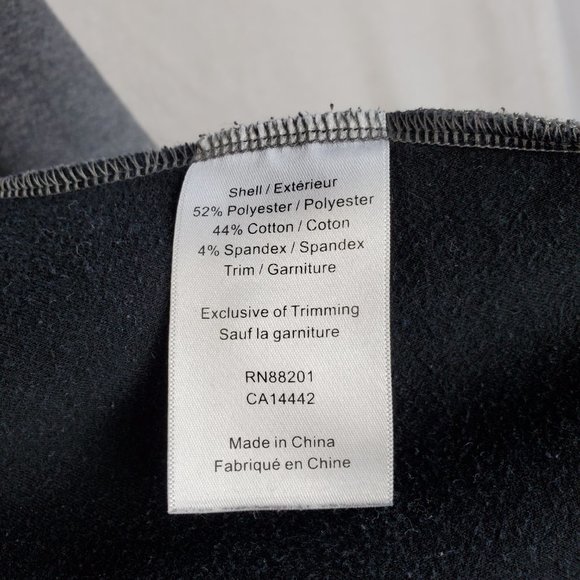 Shell / Extérieur
52% Polyester / Polyester
44% Cotton / Coton
4% Spandex / Spandex
Trim / Garniture
Exclusive of Trimming
Sauf la garniture
RN88201
CA14442
Made in China
Fabriqué en Chine